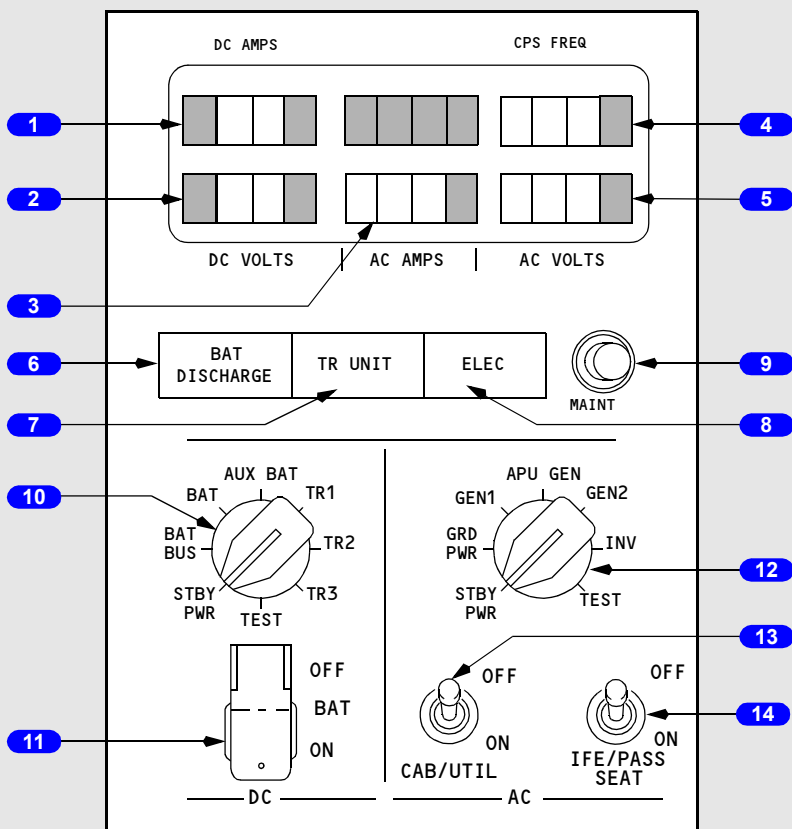 DC AMPS
CPS FREQ
1
4
2
5
DC VOLTS
AC AMPS
AC VOLTS
3
6
BAT
DISCHARGE
TR UNIT
ELEC
9
MAINT
7
8
10
AUX BAT
BAT
TR1
BAT
BUS
TR2
STBY
PWR
TR3
TEST
APU GEN
GEN1
GEN2
GRD
PWR
INV
12
STBY
PWR
TEST
13
OFF
BAT
ON
11
OFF
ON
CAB/UTIL
OFF
14
ON
IFE/PASS
SEAT
DC
AC